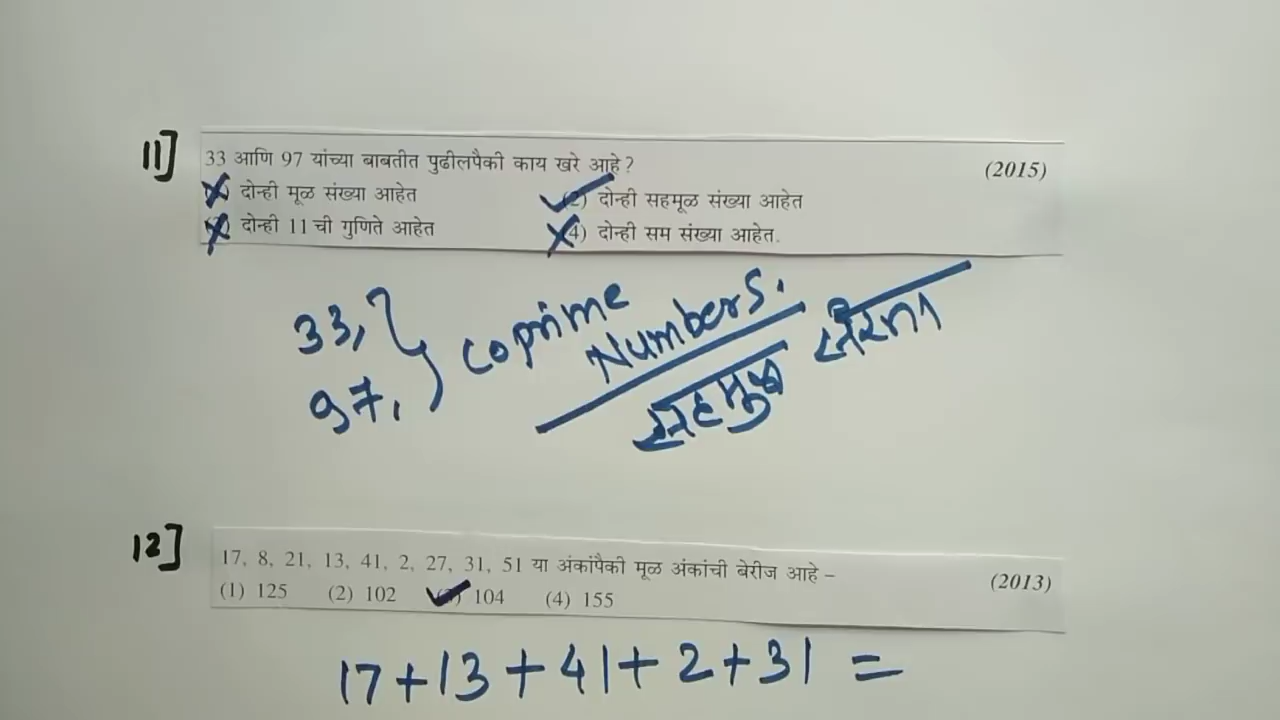 11] 33 आणि 97 यांच्या बाबतीत पुढीलपैकी काय खरे आहे? (2015)
दोन्ही मूळ संख्या आहेत (2) दोन्ही सहमूळ संख्या आहेत
दोन्ही 11 ची गुणिते आहेत (4) दोन्ही सम संख्या आहेत.
33,
97,
coprime
Numbers.
सहमुळ
12] 17, 8, 21, 13, 41, 2, 27, 31, 51 या अंकांपैकी मूळ अंकांची बेरीज आहे – (2013)
(1) 125 (2) 102 (3) 104 (4) 155
17+13+41+2+31 =